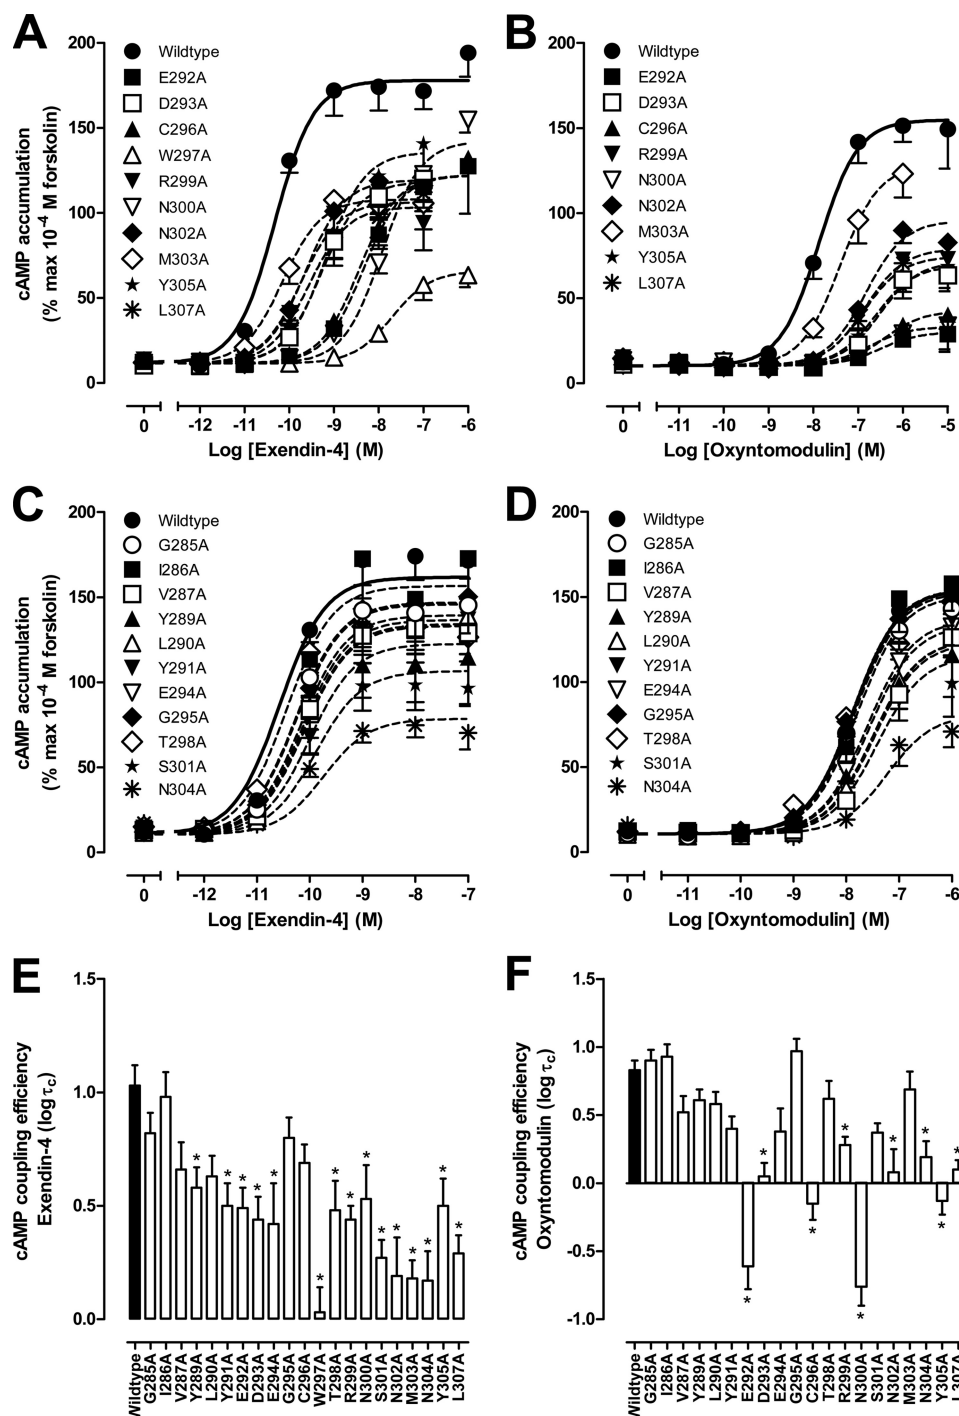 A
200
150
100
50
0
cAMP accumulation
(% max 10⁻⁴ M forskolin)
Wildtype
E292A
D293A
C296A
W297A
R299A
N300A
N302A
M303A
Y305A
L307A
0 -12 -11 -10 -9 -8 -7 -6
Log [Exendin-4] (M)
B
200
150
100
50
0
Wildtype
E292A
D293A
C296A
R299A
N300A
N302A
M303A
Y305A
L307A
0 -11 -10 -9 -8 -7 -6 -5
Log [Oxyntomodulin] (M)
C
200
150
100
50
0
cAMP accumulation
(% max 10⁻⁴ M forskolin)
Wildtype
G285A
I286A
V287A
Y289A
L290A
Y291A
E294A
G295A
T298A
S301A
N304A
0 -12 -11 -10 -9 -8 -7
Log [Exendin-4] (M)
D
200
150
100
50
0
Wildtype
G285A
I286A
V287A
Y289A
L290A
Y291A
E294A
G295A
T298A
S301A
N304A
0 -11 -10 -9 -8 -7 -6
Log [Oxyntomodulin] (M)
E
1.5
1.0
0.5
0.0
cAMP coupling efficiency
Exendin-4 (log τc)
* * * * * * * * * * * * * * *
Wildtype G285A I286A V287A Y289A L290A Y291A E292A D293A E294A G295A C296A W297A T298A R299A N300A S301A N302A M303A N304A Y305A L307A
F
1.5
1.0
0.5
0.0
-0.5
-1.0
cAMP coupling efficiency
Oxyntomodulin (log τc)
* * * * * * * * *
Wildtype G285A I286A V287A Y289A L290A Y291A E292A D293A E294A G295A C296A T298A R299A N300A S301A N302A M303A N304A Y305A L307A